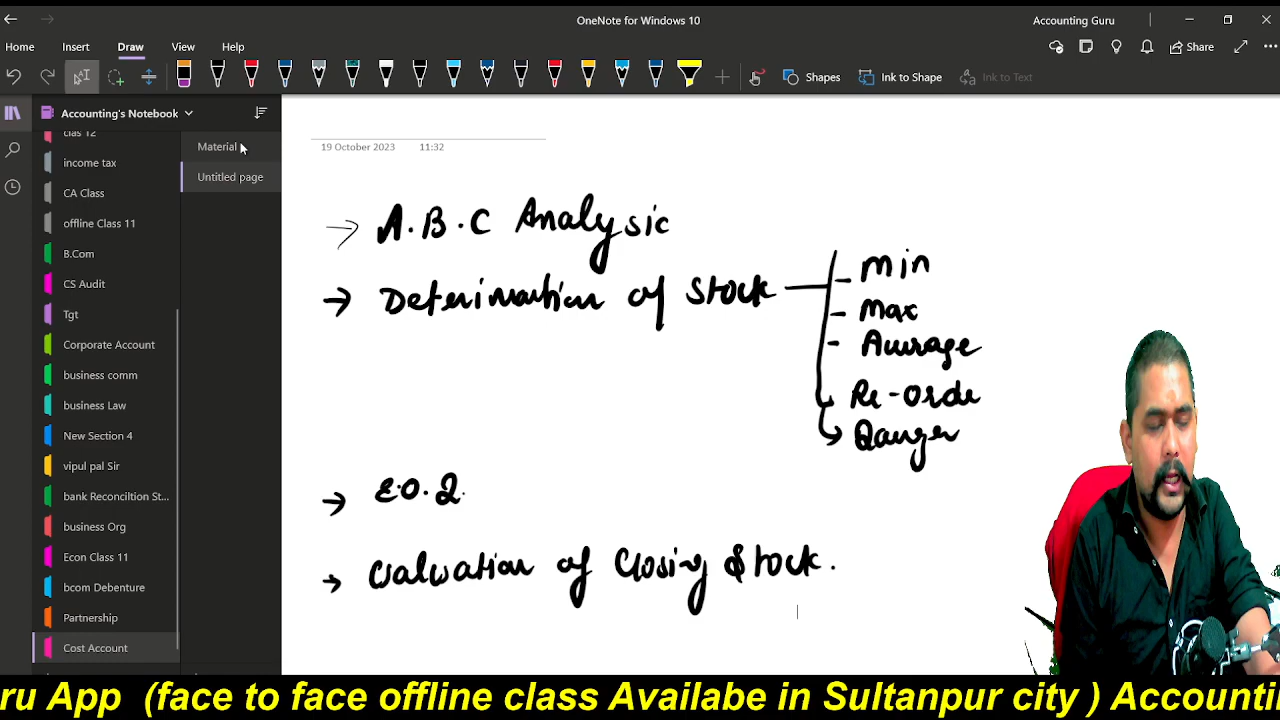 OneNote for Windows 10
Accounting Guru
Home
Insert
Draw
View
Help
Share
Shapes
Ink to Shape
Ink to Text
Accounting's Notebook
clas 12
income tax
CA Class
offline Class 11
B.Com
CS Audit
Tgt
Corporate Account
business comm
business Law
New Section 4
vipul pal Sir
bank Reconciltion St...
business Org
Econ Class 11
bcom Debenture
Partnership
Cost Account
Material
Untitled page
19 October 2023 11:32
→ A.B.C Analysic
→ Deterimation of Stock
- Min
- Max
- Average
Re-Orde
Danger
→ E.O.Q.
→ Valuation of Closing Stock.
ru App (face to face offline class Availabe in Sultanpur city ) Accounti